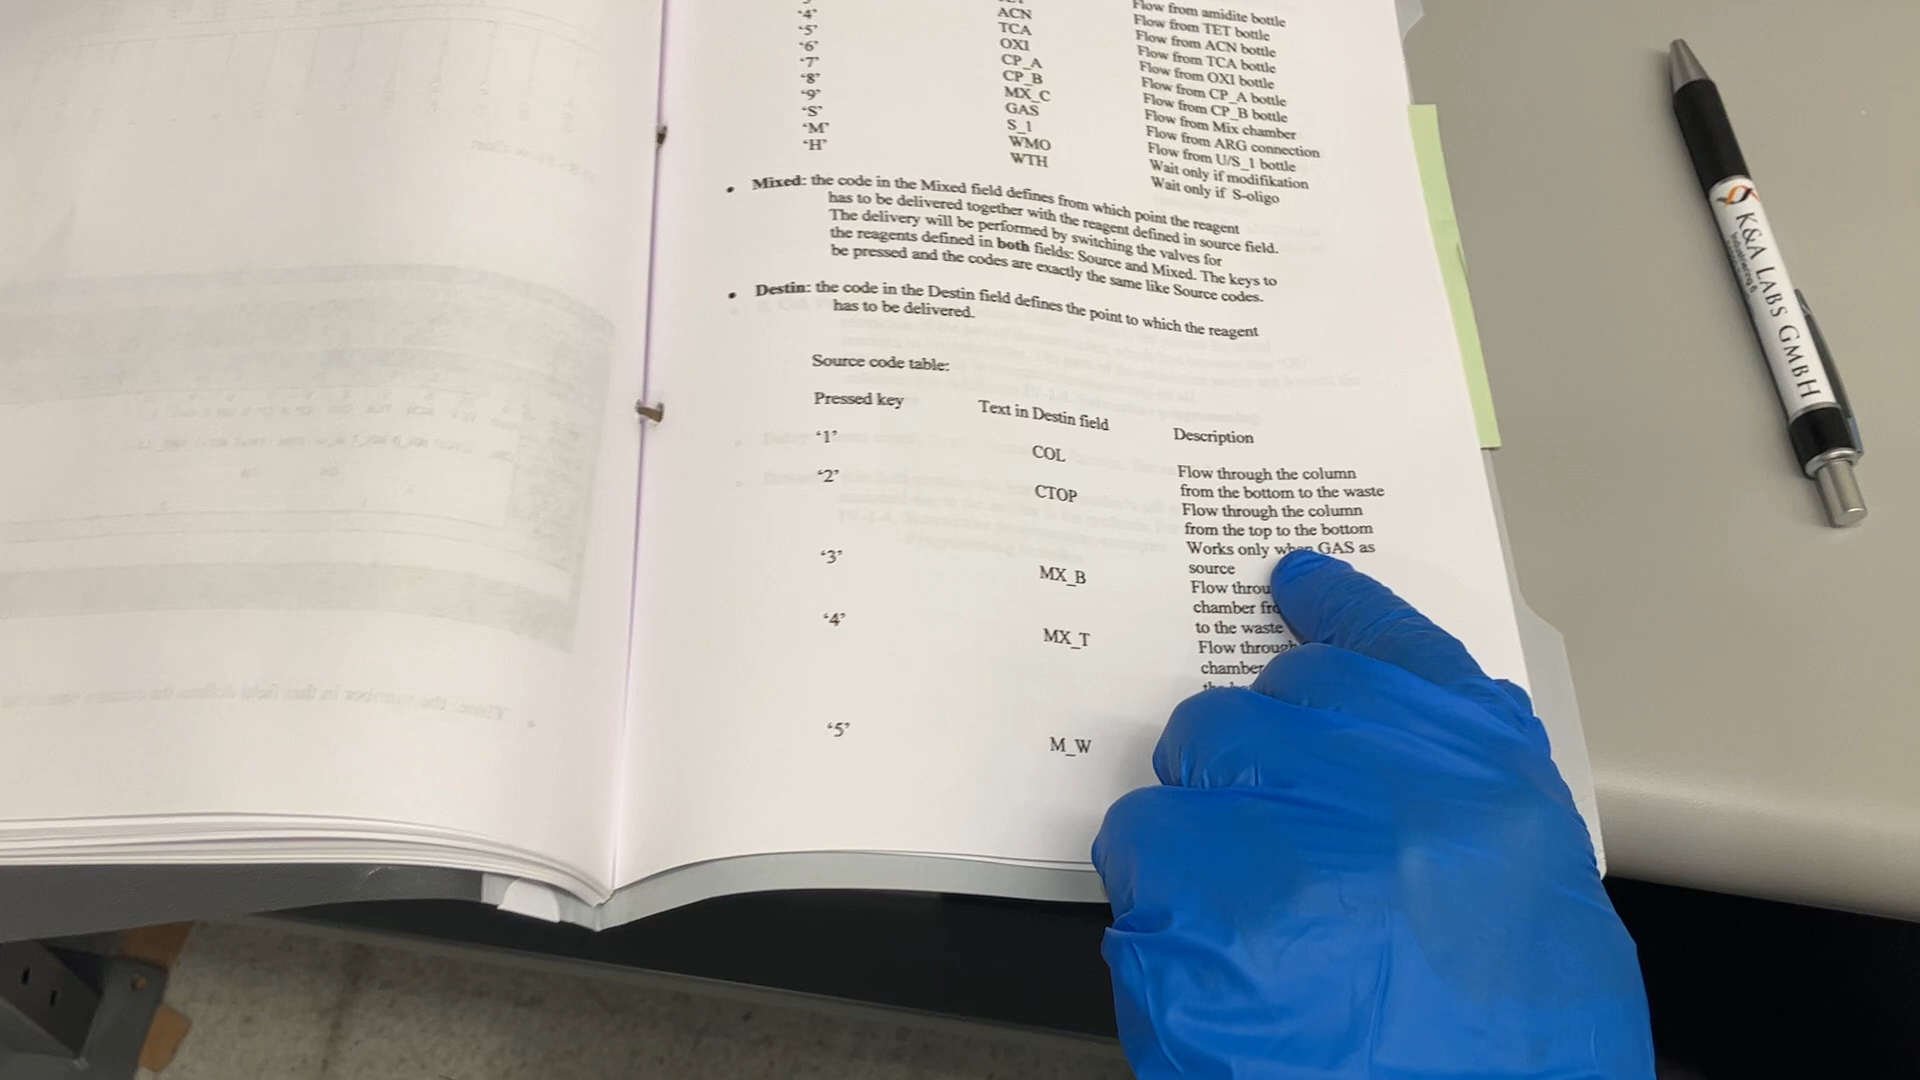 Flow from amidite bottle
'4' ACN Flow from TET bottle
'5' TCA Flow from ACN bottle
'6' OXI Flow from TCA bottle
'7' CP_A Flow from OXI bottle
'8' CP_B Flow from CP_A bottle
'9' MX_C Flow from CP_B bottle
'S' GAS Flow from Mix chamber
'M' S_1 Flow from ARG connection
'H' WMO Flow from U/S_1 bottle
WTH Wait only if modifikation
Wait only if S-oligo
• Mixed: the code in the Mixed field defines from which point the reagent
has to be delivered together with the reagent defined in source field.
The delivery will be performed by switching the valves for
the reagents defined in both fields: Source and Mixed. The keys to
be pressed and the codes are exactly the same like Source codes.
• Destin: the code in the Destin field defines the point to which the reagent
has to be delivered.
Source code table:
Pressed key Text in Destin field Description
'1' COL Flow through the column
from the bottom to the waste
'2' CTOP Flow through the column
from the top to the bottom
Works only when GAS as
source
'3' MX_B Flow
chamber
to the waste
'4' MX_T Flow through
chamber
'5' M_W
K&A LABS GMBH